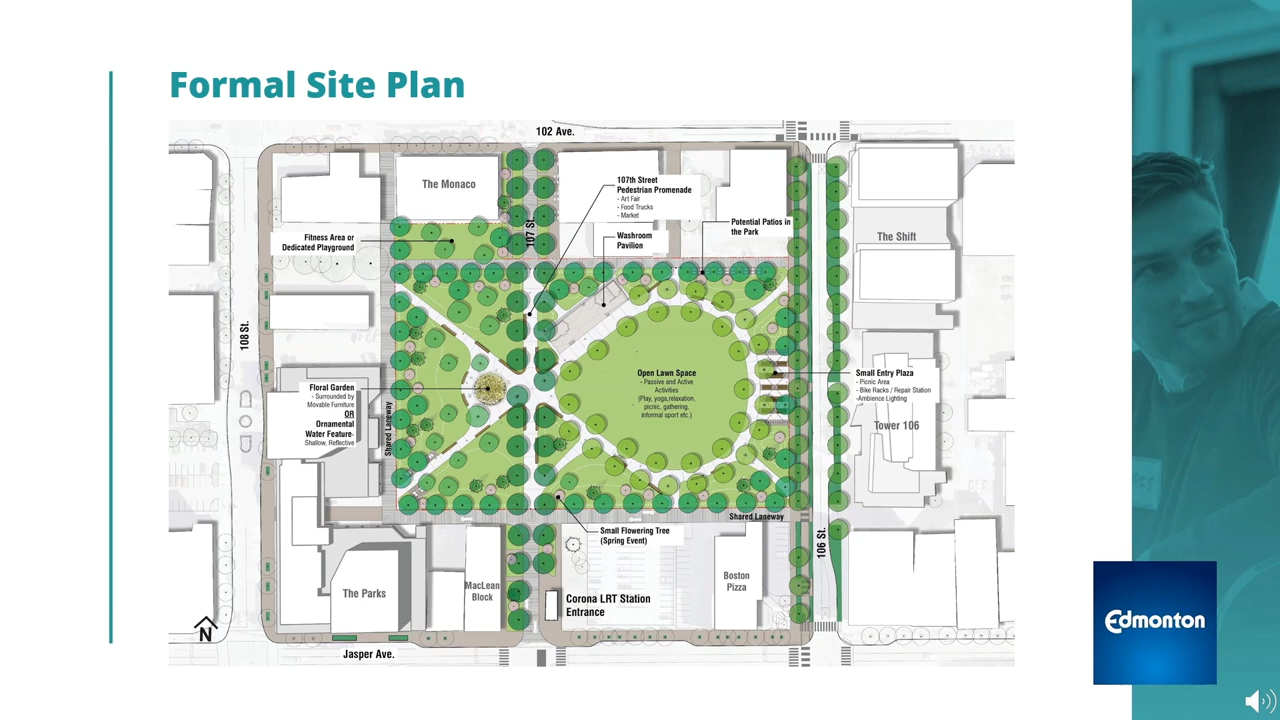 Formal Site Plan
102 Ave.
The Monaco
107th Street
Pedestrian Promenade
- Art Fair
- Food Trucks
- Market
107 St.
Potential Patios in
the Park
Washroom
Pavilion
Fitness Area or
Dedicated Playground
The Shift
108 St.
Open Lawn Space
- Passive and Active
Activities
(Play, yoga,relaxation,
picnic, gathering,
informal sport etc.)
Small Entry Plaza
- Picnic Area
- Bike Racks / Repair Station
-Ambience Lighting
Floral Garden
- Surrounded by
Movable Furniture
OR
Ornamental
Water Feature-
Shallow, Reflective
Shared Laneway
Tower 106
Shared Laneway
Small Flowering Tree
(Spring Event)
106 St.
The Parks
MacLean
Block
Boston
Pizza
Corona LRT Station
Entrance
N
Jasper Ave.
Edmonton